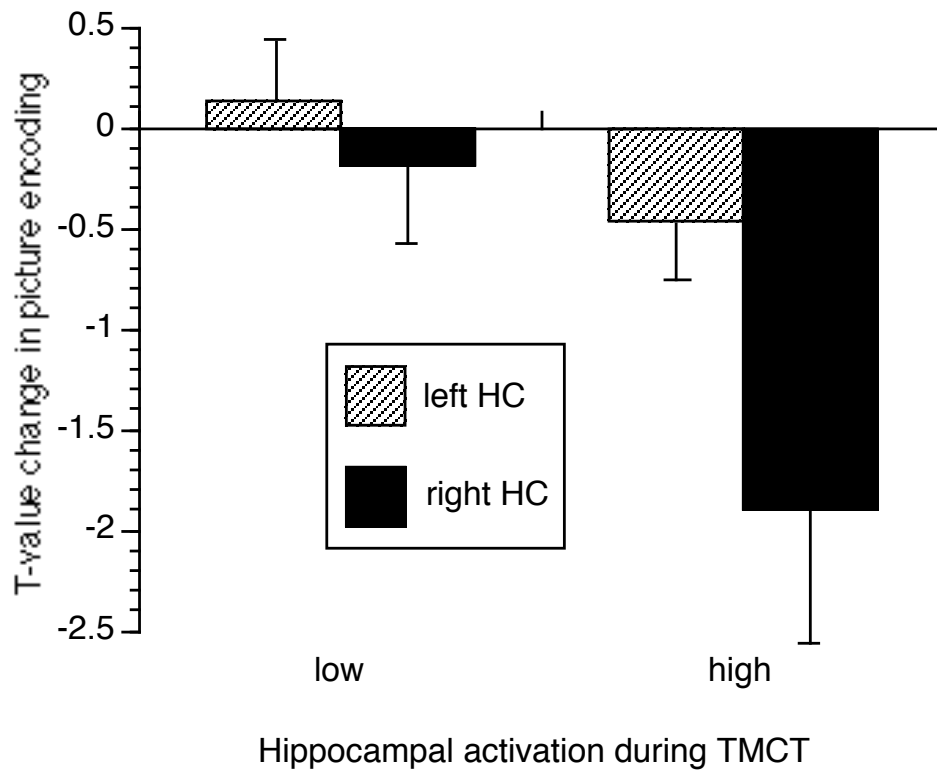 T-value change in picture encoding
0.5
0
-0.5
-1
-1.5
-2
-2.5
left HC
right HC
low
high
Hippocampal activation during TMCT